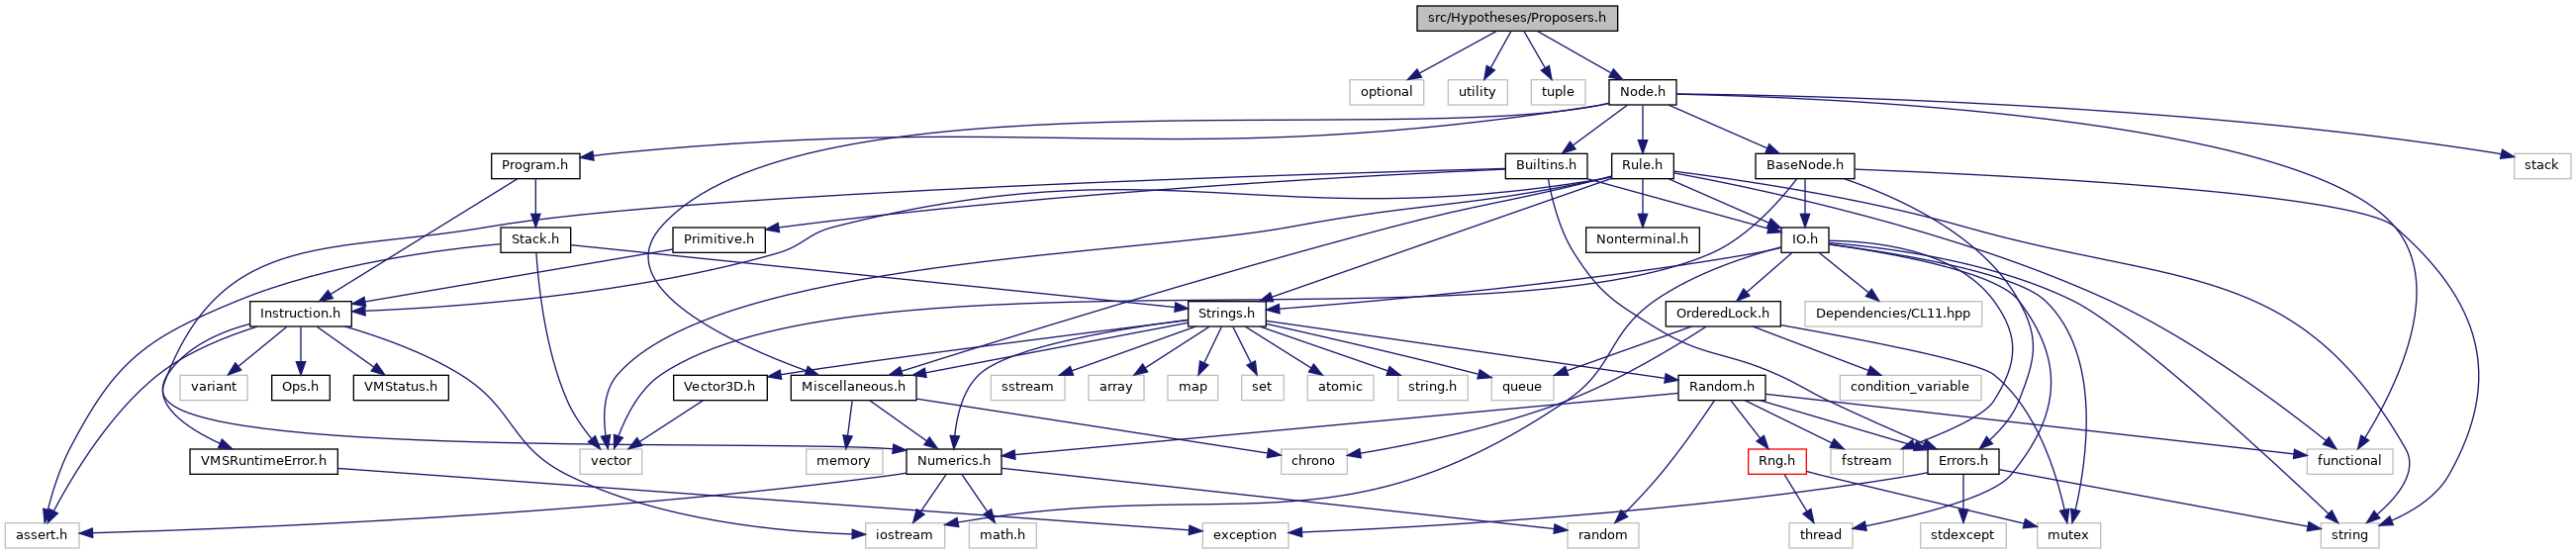 src/Hypotheses/Proposers.h
optional
utility
tuple
Node.h
Program.h
Builtins.h
Rule.h
BaseNode.h
stack
Stack.h
Primitive.h
Nonterminal.h
IO.h
Instruction.h
Strings.h
OrderedLock.h
Dependencies/CL11.hpp
variant
Ops.h
VMStatus.h
Vector3D.h
Miscellaneous.h
sstream
array
map
set
atomic
string.h
queue
Random.h
condition_variable
VMSRuntimeError.h
vector
memory
Numerics.h
chrono
Rng.h
fstream
Errors.h
functional
assert.h
iostream
math.h
exception
random
thread
stdexcept
mutex
string